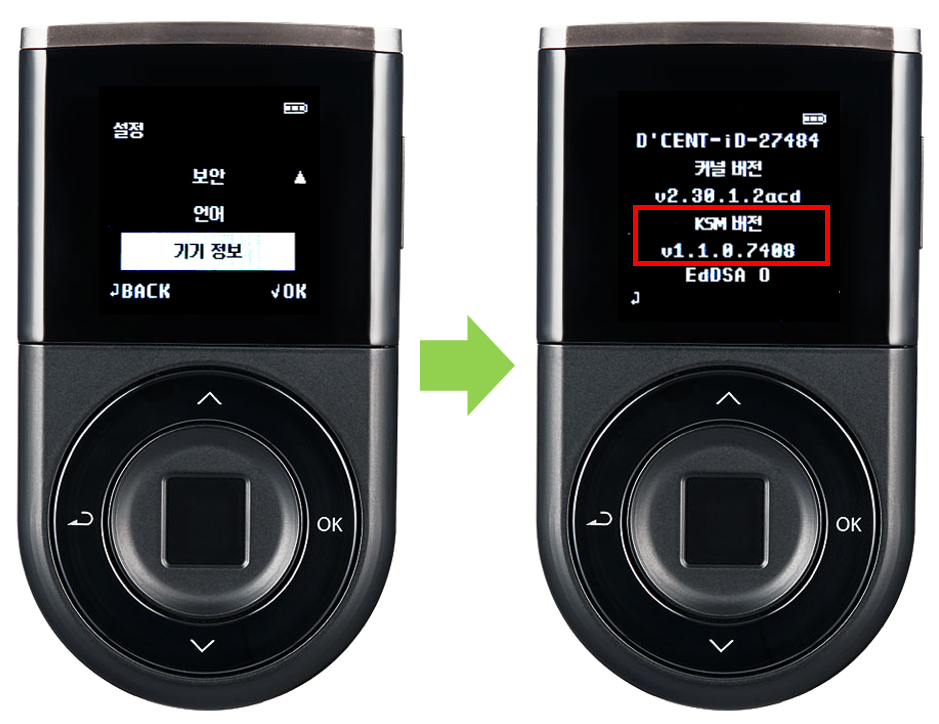 설정
보안
언어
기기 정보
BACK
√OK
OK
D'CENT-iD-27484
커널 버전
v2.30.1.2acd
KSM 버전
v1.1.0.7408
EdDSA O
OK